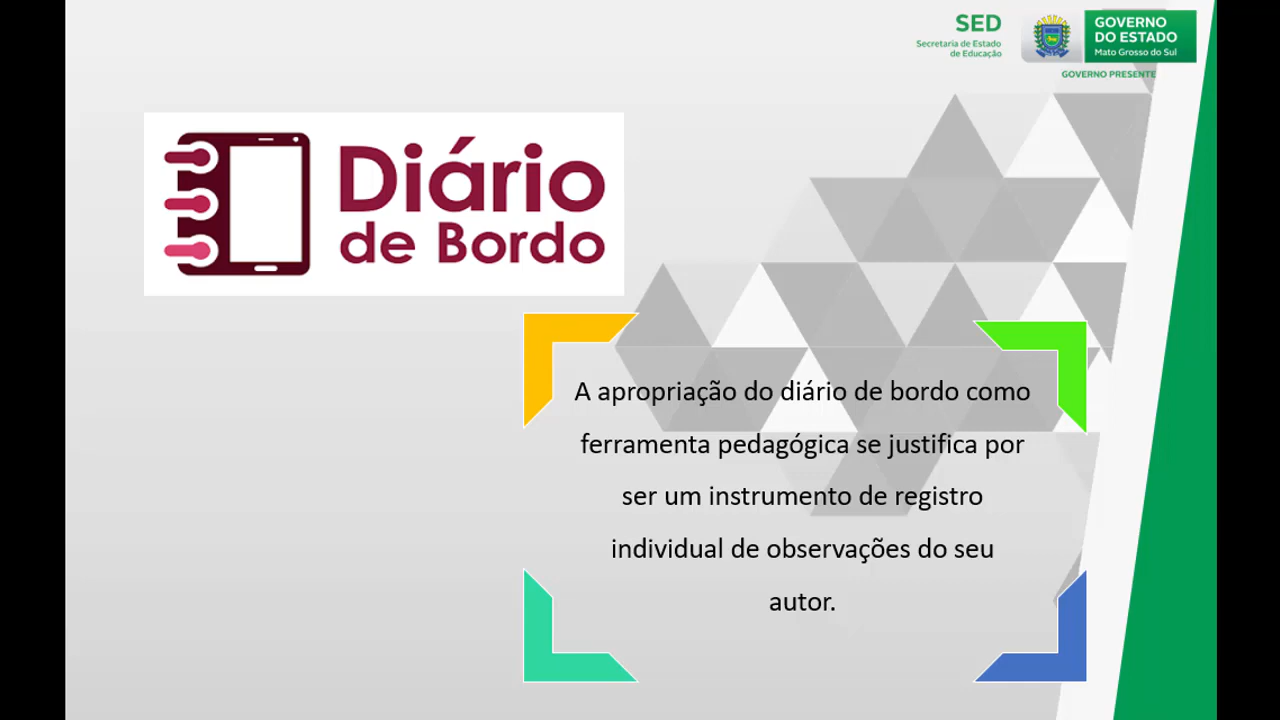 SED
Secretaria de Estado
de Educação
GOVERNO
DO ESTADO
Mato Grosso do Sul
GOVERNO PRESENTE
Diário
de Bordo
A apropriação do diário de bordo como
ferramenta pedagógica se justifica por
ser um instrumento de registro
individual de observações do seu
autor.